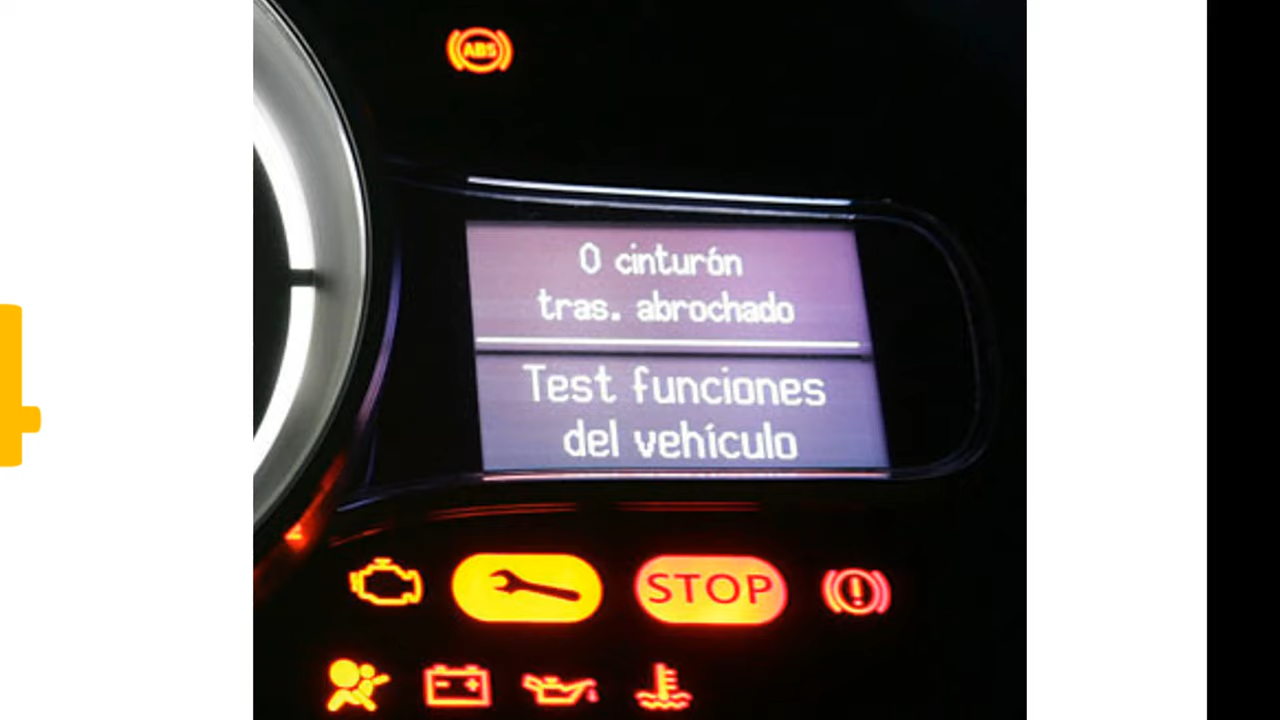 ABS
0 cinturón
tras. abrochado
Test funciones
del vehículo
STOP